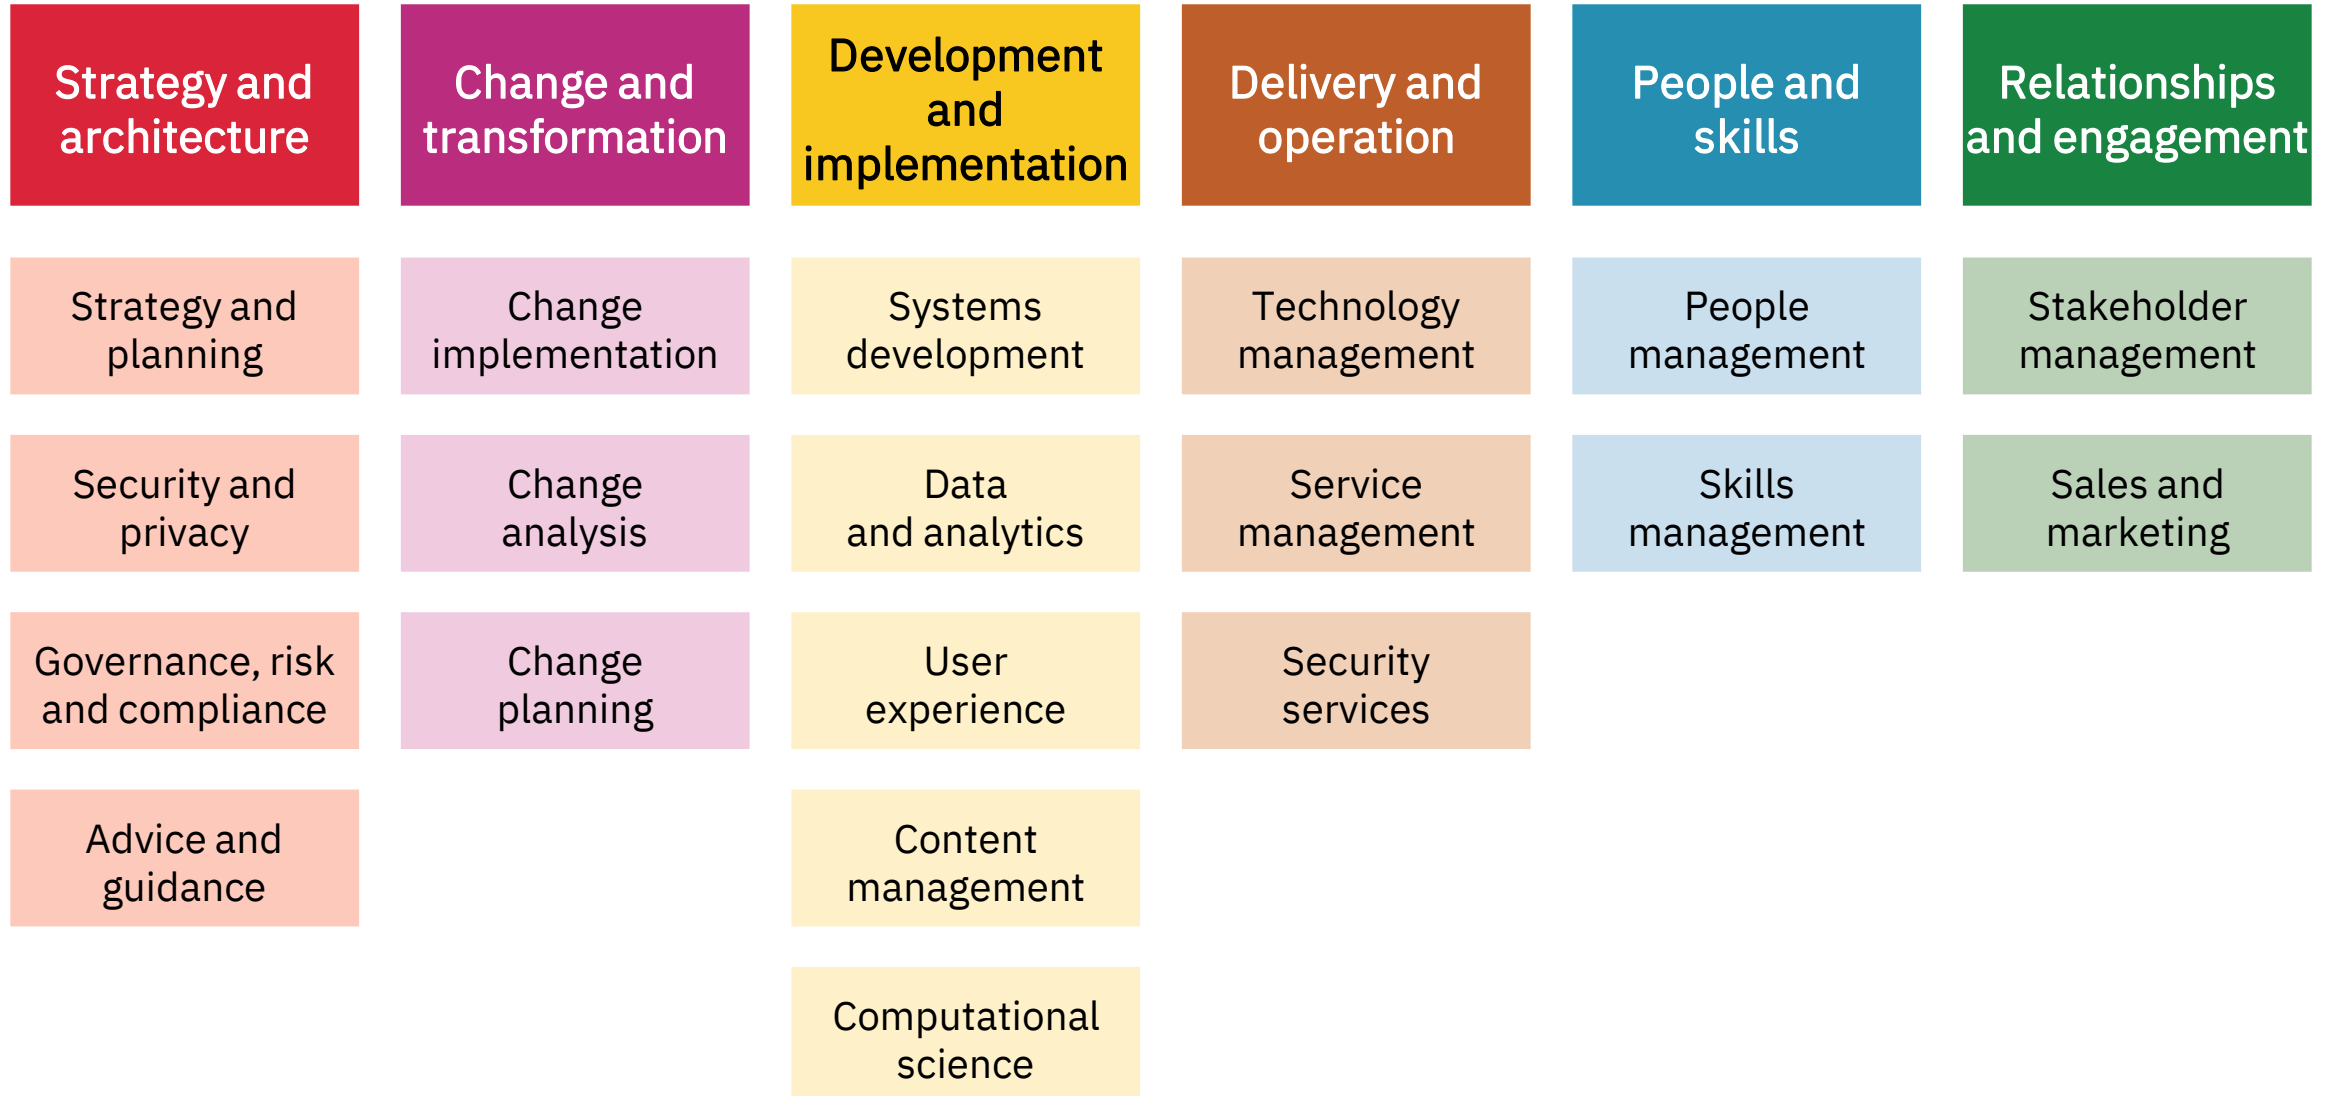 Strategy and
architecture
Change and
transformation
Development
and
implementation
Delivery and
operation
People and
skills
Relationships
and engagement
Strategy and
planning
Change
implementation
Systems
development
Technology
management
People
management
Stakeholder
management
Security and
privacy
Change
analysis
Data
and analytics
Service
management
Skills
management
Sales and
marketing
Governance, risk
and compliance
Change
planning
User
experience
Security
services
Advice and
guidance
Content
management
Computational
science